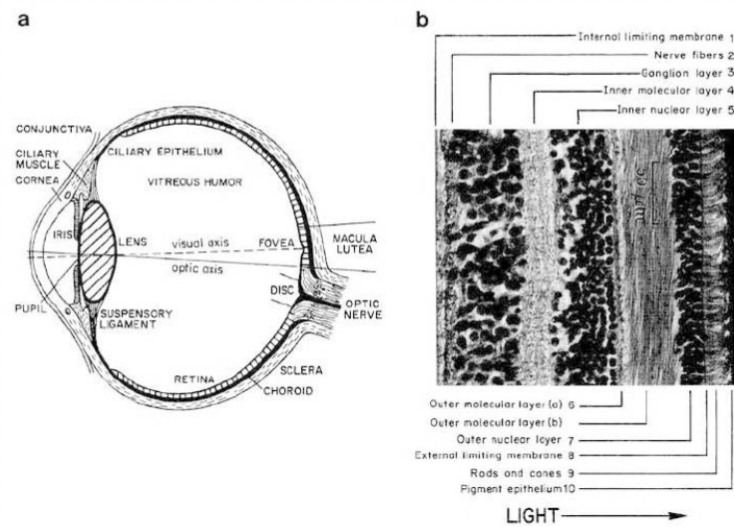 a
CONJUNCTIVA
CILIARY
MUSCLE
CORNEA
CILIARY EPITHELIUM
VITREOUS HUMOR
IRIS
LENS
visual axis
optic axis
FOVEA
MACULA
LUTEA
DISC
OPTIC
NERVE
PUPIL
SUSPENSORY
LIGAMENT
RETINA
SCLERA
CHOROID
b
Internal limiting membrane 1
Nerve fibers 2
Ganglion layer 3
Inner molecular layer 4
Inner nuclear layer 5
Outer molecular layer (a) 6
Outer molecular layer (b)
Outer nuclear layer 7
External limiting membrane 8
Rods and cones 9
Pigment epithelium 10
LIGHT